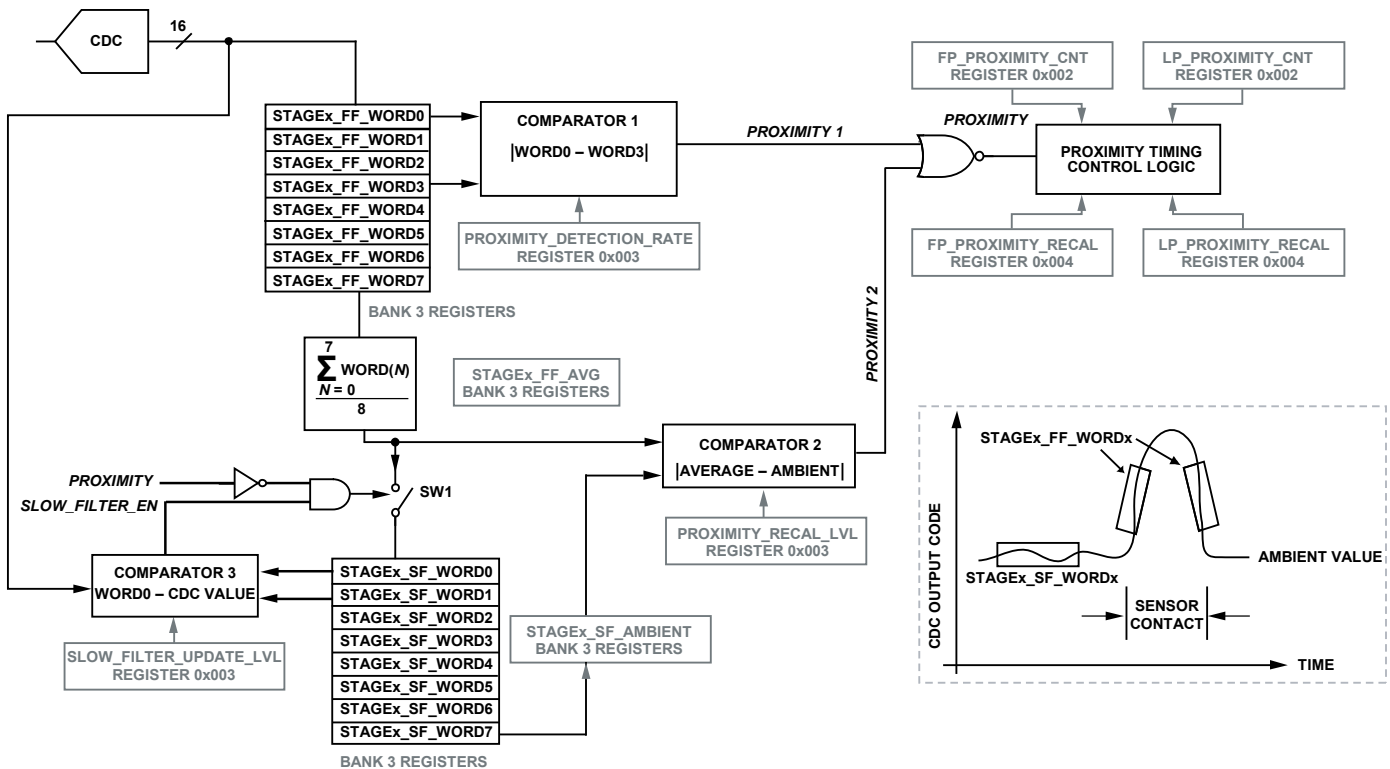 CDC
16
STAGEx_FF_WORD0
STAGEx_FF_WORD1
STAGEx_FF_WORD2
STAGEx_FF_WORD3
STAGEx_FF_WORD4
STAGEx_FF_WORD5
STAGEx_FF_WORD6
STAGEx_FF_WORD7
BANK 3 REGISTERS
COMPARATOR 1
|WORD0 – WORD3|
PROXIMITY_DETECTION_RATE
REGISTER 0x003
PROXIMITY 1
PROXIMITY
FP_PROXIMITY_CNT
REGISTER 0x002
LP_PROXIMITY_CNT
REGISTER 0x002
PROXIMITY TIMING
CONTROL LOGIC
FP_PROXIMITY_RECAL
REGISTER 0x004
LP_PROXIMITY_RECAL
REGISTER 0x004
PROXIMITY 2
7
Σ WORD(N)
N = 0
8
STAGEx_FF_AVG
BANK 3 REGISTERS
COMPARATOR 2
|AVERAGE – AMBIENT|
PROXIMITY_RECAL_LVL
REGISTER 0x003
PROXIMITY
SLOW_FILTER_EN
SW1
COMPARATOR 3
WORD0 – CDC VALUE
SLOW_FILTER_UPDATE_LVL
REGISTER 0x003
STAGEx_SF_WORD0
STAGEx_SF_WORD1
STAGEx_SF_WORD2
STAGEx_SF_WORD3
STAGEx_SF_WORD4
STAGEx_SF_WORD5
STAGEx_SF_WORD6
STAGEx_SF_WORD7
BANK 3 REGISTERS
STAGEx_SF_AMBIENT
BANK 3 REGISTERS
CDC OUTPUT CODE
STAGEx_FF_WORDx
STAGEx_SF_WORDx
AMBIENT VALUE
SENSOR
CONTACT
TIME